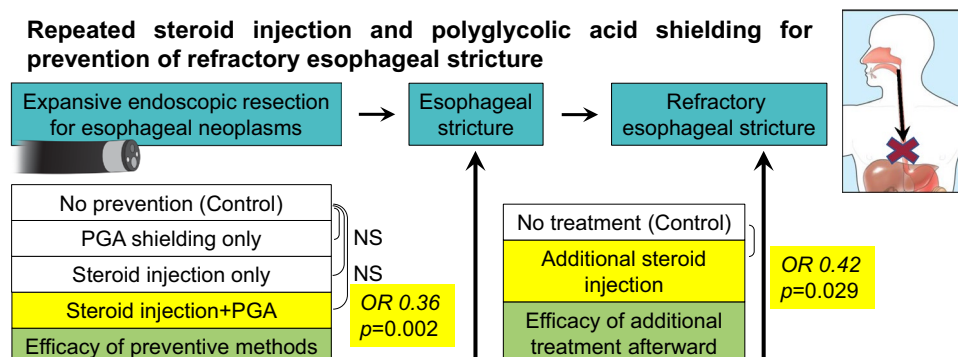 Repeated steroid injection and polyglycolic acid shielding for
prevention of refractory esophageal stricture
Expansive endoscopic resection
for esophageal neoplasms
Esophageal
stricture
Refractory
esophageal stricture
No prevention (Control)
PGA shielding only
NS
Steroid injection only
NS
Steroid injection+PGA
OR 0.36
p=0.002
Efficacy of preventive methods
No treatment (Control)
Additional steroid
injection
OR 0.42
p=0.029
Efficacy of additional
treatment afterward